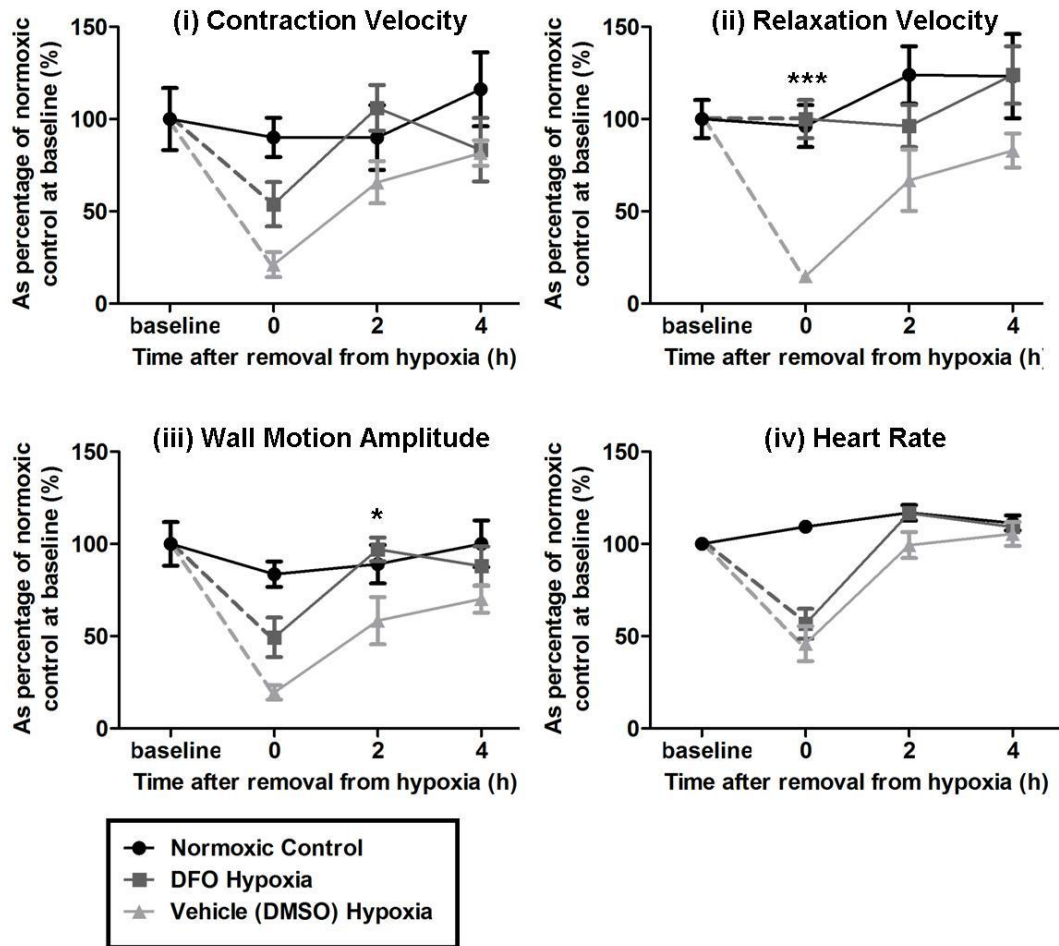 (i) Contraction Velocity
As percentage of normoxic
control at baseline (%)
150
100
50
0
baseline 0 2 4
Time after removal from hypoxia (h)
(ii) Relaxation Velocity
As percentage of normoxic
control at baseline (%)
150
100
50
0
***
baseline 0 2 4
Time after removal from hypoxia (h)
(iii) Wall Motion Amplitude
As percentage of normoxic
control at baseline (%)
150
100
50
0
*
baseline 0 2 4
Time after removal from hypoxia (h)
(iv) Heart Rate
As percentage of normoxic
control at baseline (%)
150
100
50
0
baseline 0 2 4
Time after removal from hypoxia (h)
Normoxic Control
DFO Hypoxia
Vehicle (DMSO) Hypoxia